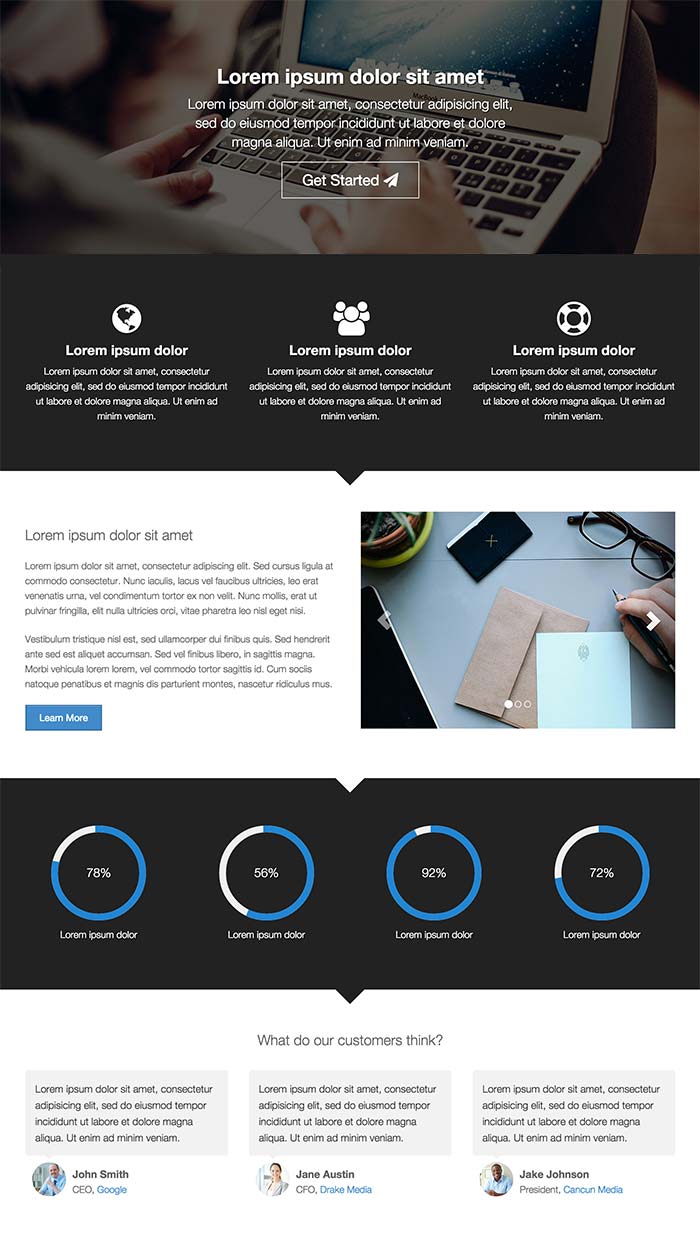 Lorem ipsum dolor sit amet
Lorem ipsum dolor sit amet, consectetur adipisicing elit,
sed do eiusmod tempor incididunt ut labore et dolore
magna aliqua. Ut enim ad minim veniam.
Get Started
Lorem ipsum dolor
Lorem ipsum dolor sit amet, consectetur
adipisicing elit, sed do eiusmod tempor incididunt
ut labore et dolore magna aliqua. Ut enim ad
minim veniam.
Lorem ipsum dolor
Lorem ipsum dolor sit amet, consectetur
adipisicing elit, sed do eiusmod tempor incididunt
ut labore et dolore magna aliqua. Ut enim ad
minim veniam.
Lorem ipsum dolor
Lorem ipsum dolor sit amet, consectetur
adipisicing elit, sed do eiusmod tempor incididunt
ut labore et dolore magna aliqua. Ut enim ad
minim veniam.
Lorem ipsum dolor sit amet
Lorem ipsum dolor sit amet, consectetur adipiscing elit. Sed cursus ligula at
commodo consectetur. Nunc iaculis, lacus vel faucibus ultricies, leo erat
venenatis urna, vel condimentum tortor ex nec velit. Nunc mollis, erat ut
pulvinar fringilla, elit nulla ultricies orci, vitae pharetra leo nisl eget nisi.
Vestibulum tristique nisl est, sed ullamcorper dui finibus quis. Sed hendrerit
ante sed est aliquet accumsan. Sed vel finibus libero, in sagittis magna.
Morbi vehicula lorem lorem, vel commodo tortor sagittis id. Cum sociis
natoque penatibus et magnis dis parturient montes, nascetur ridiculus mus.
Learn More
78%
56%
92%
72%
Lorem ipsum dolor
Lorem ipsum dolor
Lorem ipsum dolor
Lorem ipsum dolor
What do our customers think?
Lorem ipsum dolor sit amet, consectetur
adipisicing elit, sed do eiusmod tempor
incididunt ut labore et dolore magna
aliqua. Ut enim ad minim veniam.
John Smith
CEO, Google
Lorem ipsum dolor sit amet, consectetur
adipisicing elit, sed do eiusmod tempor
incididunt ut labore et dolore magna
aliqua. Ut enim ad minim veniam.
Jane Austin
CFO, Drake Media
Lorem ipsum dolor sit amet, consectetur
adipisicing elit, sed do eiusmod tempor
incididunt ut labore et dolore magna
aliqua. Ut enim ad minim veniam.
Jake Johnson
President, Cancun Media